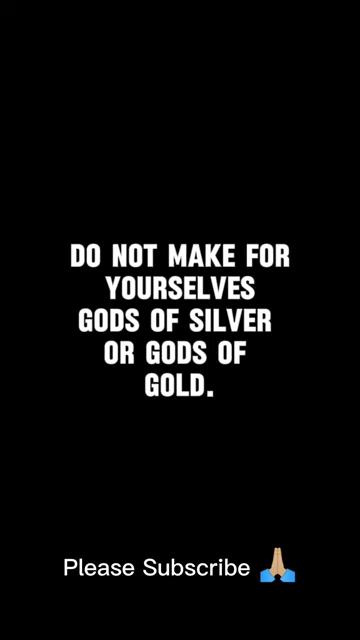 DO NOT MAKE FOR
YOURSELVES
GODS OF SILVER
OR GODS OF
GOLD.
Please Subscribe 🙏🏼